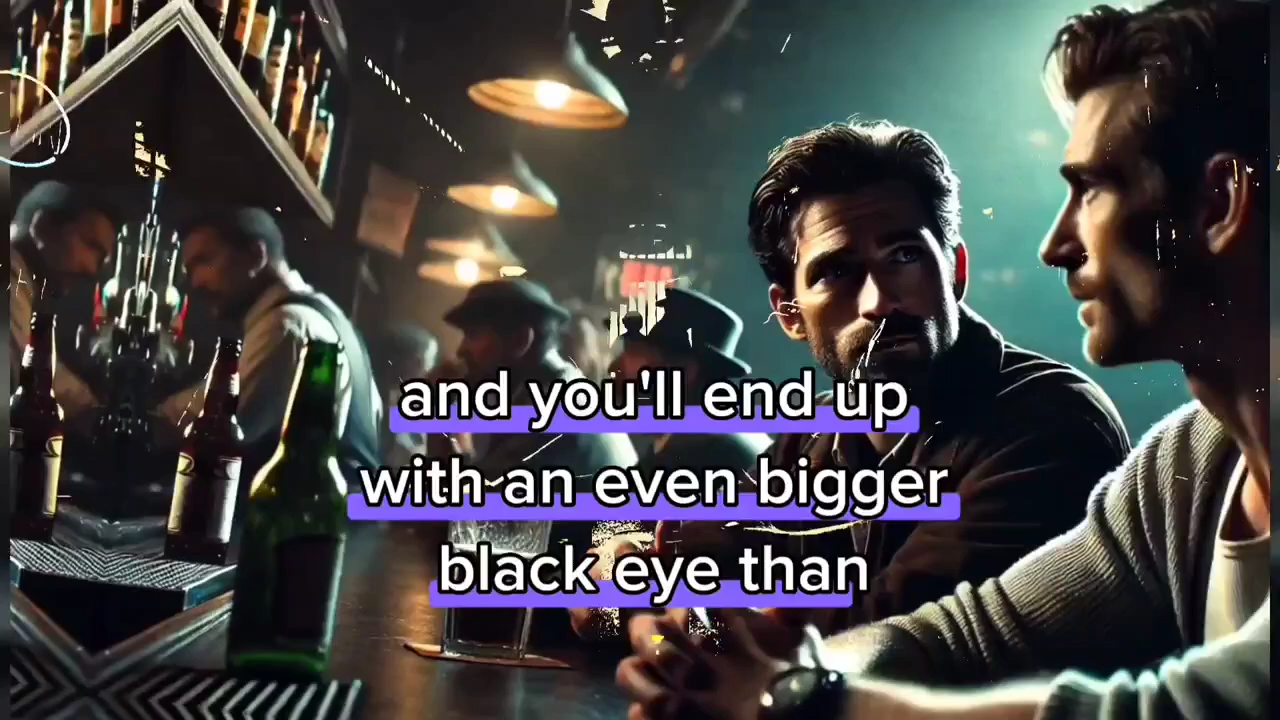 and you'll end up
with an even bigger
black eye than